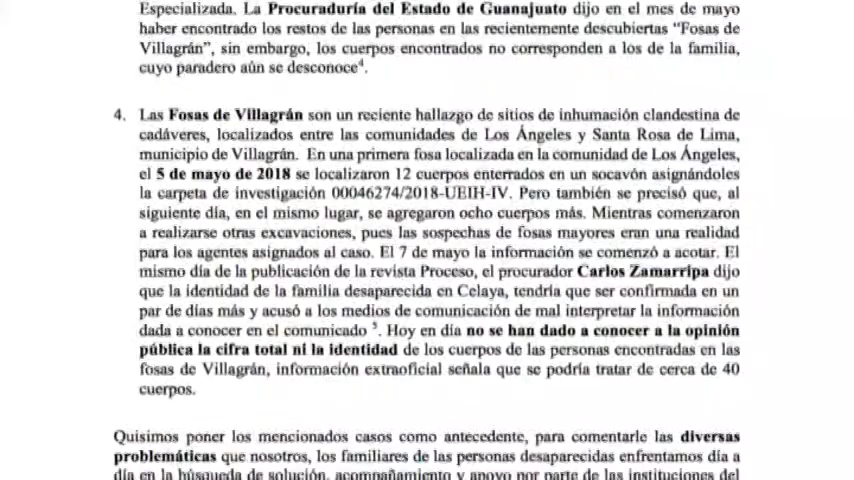 Especializada. La Procuraduría del Estado de Guanajuato dijo en el mes de mayo
haber encontrado los restos de las personas en las recientemente descubiertas “Fosas de
Villagrán”, sin embargo, los cuerpos encontrados no corresponden a los de la familia,
cuyo paradero aún se desconoce⁴.
4. Las Fosas de Villagrán son un reciente hallazgo de sitios de inhumación clandestina de
cadáveres, localizados entre las comunidades de Los Ángeles y Santa Rosa de Lima,
municipio de Villagrán. En una primera fosa localizada en la comunidad de Los Ángeles,
el 5 de mayo de 2018 se localizaron 12 cuerpos enterrados en un socavón asignándoles
la carpeta de investigación 00046274/2018-UEIH-IV. Pero también se precisó que, al
siguiente día, en el mismo lugar, se agregaron ocho cuerpos más. Mientras comenzaron
a realizarse otras excavaciones, pues las sospechas de fosas mayores eran una realidad
para los agentes asignados al caso. El 7 de mayo la información se comenzó a acotar. El
mismo día de la publicación de la revista Proceso, el procurador Carlos Zamarripa dijo
que la identidad de la familia desaparecida en Celaya, tendría que ser confirmada en un
par de días más y acusó a los medios de comunicación de mal interpretar la información
dada a conocer en el comunicado ⁵. Hoy en día no se han dado a conocer a la opinión
pública la cifra total ni la identidad de los cuerpos de las personas encontradas en las
fosas de Villagrán, información extraoficial señala que se podría tratar de cerca de 40
cuerpos.
Quisimos poner los mencionados casos como antecedente, para comentarle las diversas
problemáticas que nosotros, los familiares de las personas desaparecidas enfrentamos día a
día en la búsqueda de solución, acompañamiento y apoyo por parte de las instituciones del